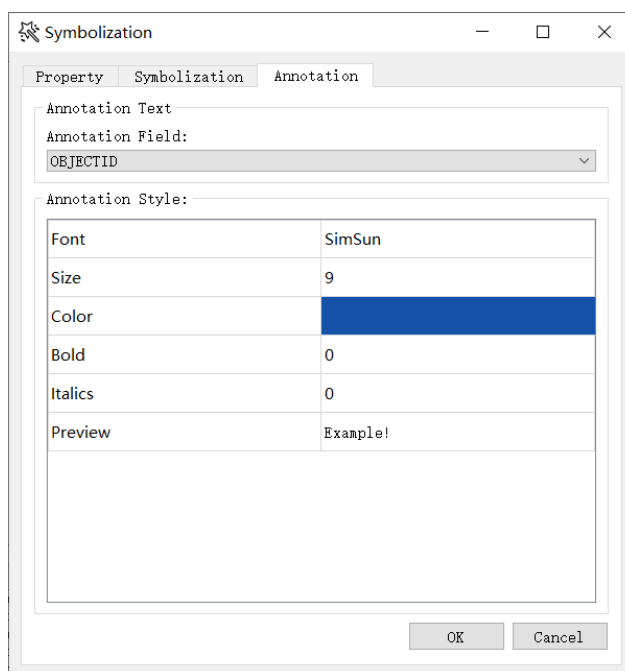 Symbolization
Property Symbolization Annotation
Annotation Text
Annotation Field:
OBJECTID
Annotation Style:
Font SimSun
Size 9
Color
Bold 0
Italics 0
Preview Example!
OK Cancel